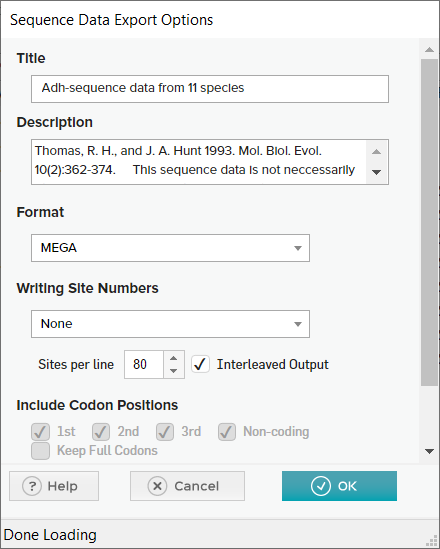 Sequence Data Export Options
Title
Adh-sequence data from 11 species
Description
Thomas, R. H., and J. A. Hunt 1993. Mol. Biol. Evol.
10(2):362-374. This sequence data is not neccessarily
Format
MEGA
Writing Site Numbers
None
Sites per line 80 Interleaved Output
Include Codon Positions
1st 2nd 3rd Non-coding
Keep Full Codons
? Help Cancel OK
Done Loading